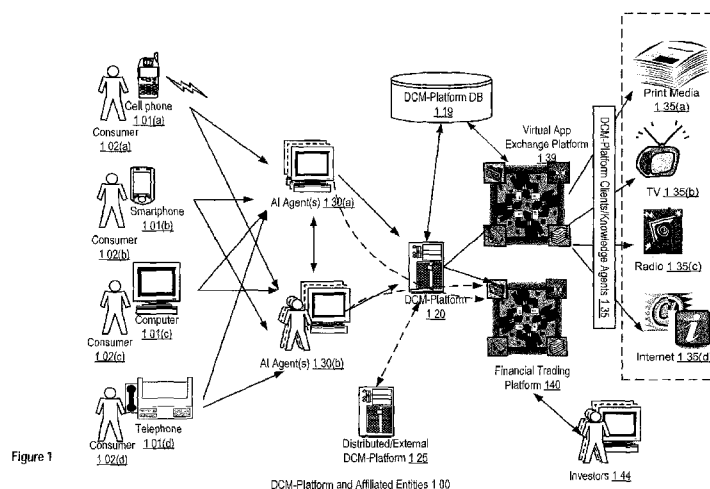 Cell phone
1.01(a)
Consumer
1.02(a)
Smartphone
1.01(b)
Consumer
1.02(b)
Computer
1.01(c)
Consumer
1.02(c)
Telephone
1.01(d)
Consumer
1.02(d)
AI Agent(s) 1.30(a)
AI Agent(s) 1.30(b)
DCM-Platform DB
1.19
DCM-Platform
1.20
Distributed/External
DCM-Platform 1.25
Virtual App
Exchange Platform
1.39
Financial Trading
Platform 140
Investors 1.44
DCM-Platform Clients/Knowledge Agents
1.35
Print Media
1.35(a)
TV 1.35(b)
Radio 1.35(c)
Internet 1.35(d)
Figure 1
DCM-Platform and Affiliated Entities 1.00